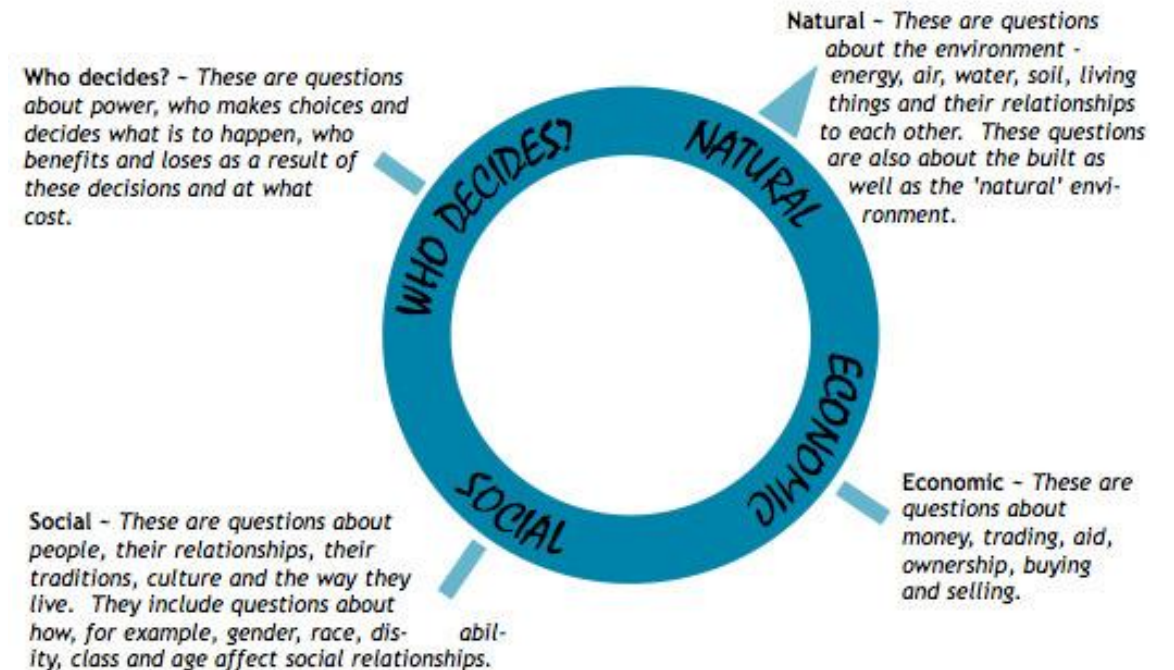 Natural ~ These are questions
about the environment -
energy, air, water, soil, living
things and their relationships
to each other. These questions
are also about the built as
well as the 'natural' envi-
ronment.
Who decides? ~ These are questions
about power, who makes choices and
decides what is to happen, who
benefits and loses as a result of
these decisions and at what
cost.
WHO DECIDES?
NATURAL
ECONOMIC
SOCIAL
Economic ~ These are
questions about
money, trading, aid,
ownership, buying
and selling.
Social ~ These are questions about
people, their relationships, their
traditions, culture and the way they
live. They include questions about
how, for example, gender, race, dis- abil-
ity, class and age affect social relationships.